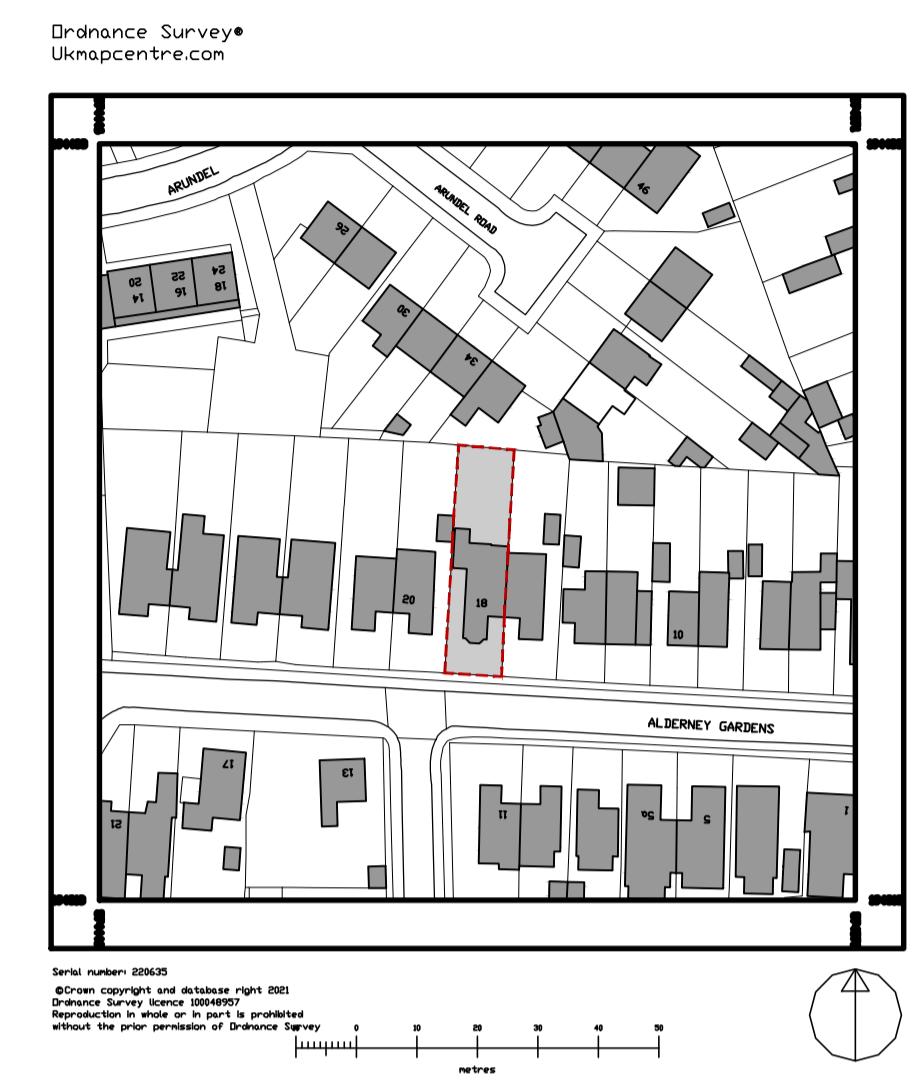 Ordnance Survey®
Ukmapcentre.com
ARUNDEL
ARUNDEL ROAD
46
26
24
22
20
18
16
14
30
34
20
18
10
ALDERNEY GARDENS
17
13
21
11
5a
5
1
Serial number: 220635
©Crown copyright and database right 2021
Ordnance Survey licence 100048957
Reproduction in whole or in part is prohibited
without the prior permission of Ordnance Survey
0 10 20 30 40 50
metres